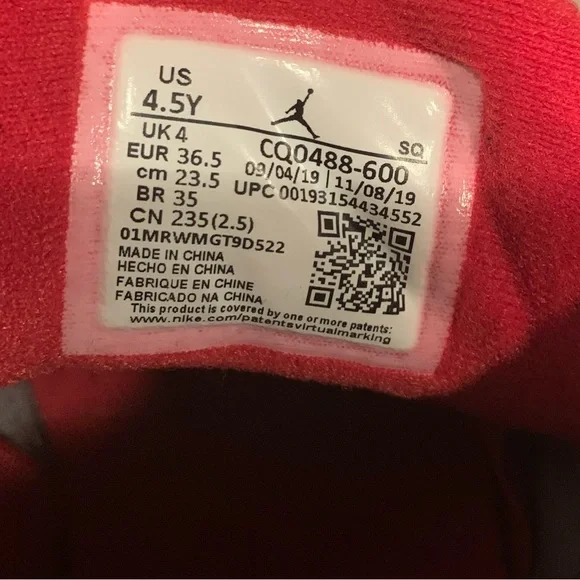 US
4.5Y
UK 4
EUR 36.5
cm 23.5
BR 35
CN 235(2.5)
SQ
CQ0488-600
09/04/19 | 11/08/19
UPC 00193154434552
01MRWMGT9D522
MADE IN CHINA
HECHO EN CHINA
FABRIQUE EN CHINE
FABRICADO NA CHINA
This product is covered by one or more patents:
www.nike.com/patentsvirtualmarking